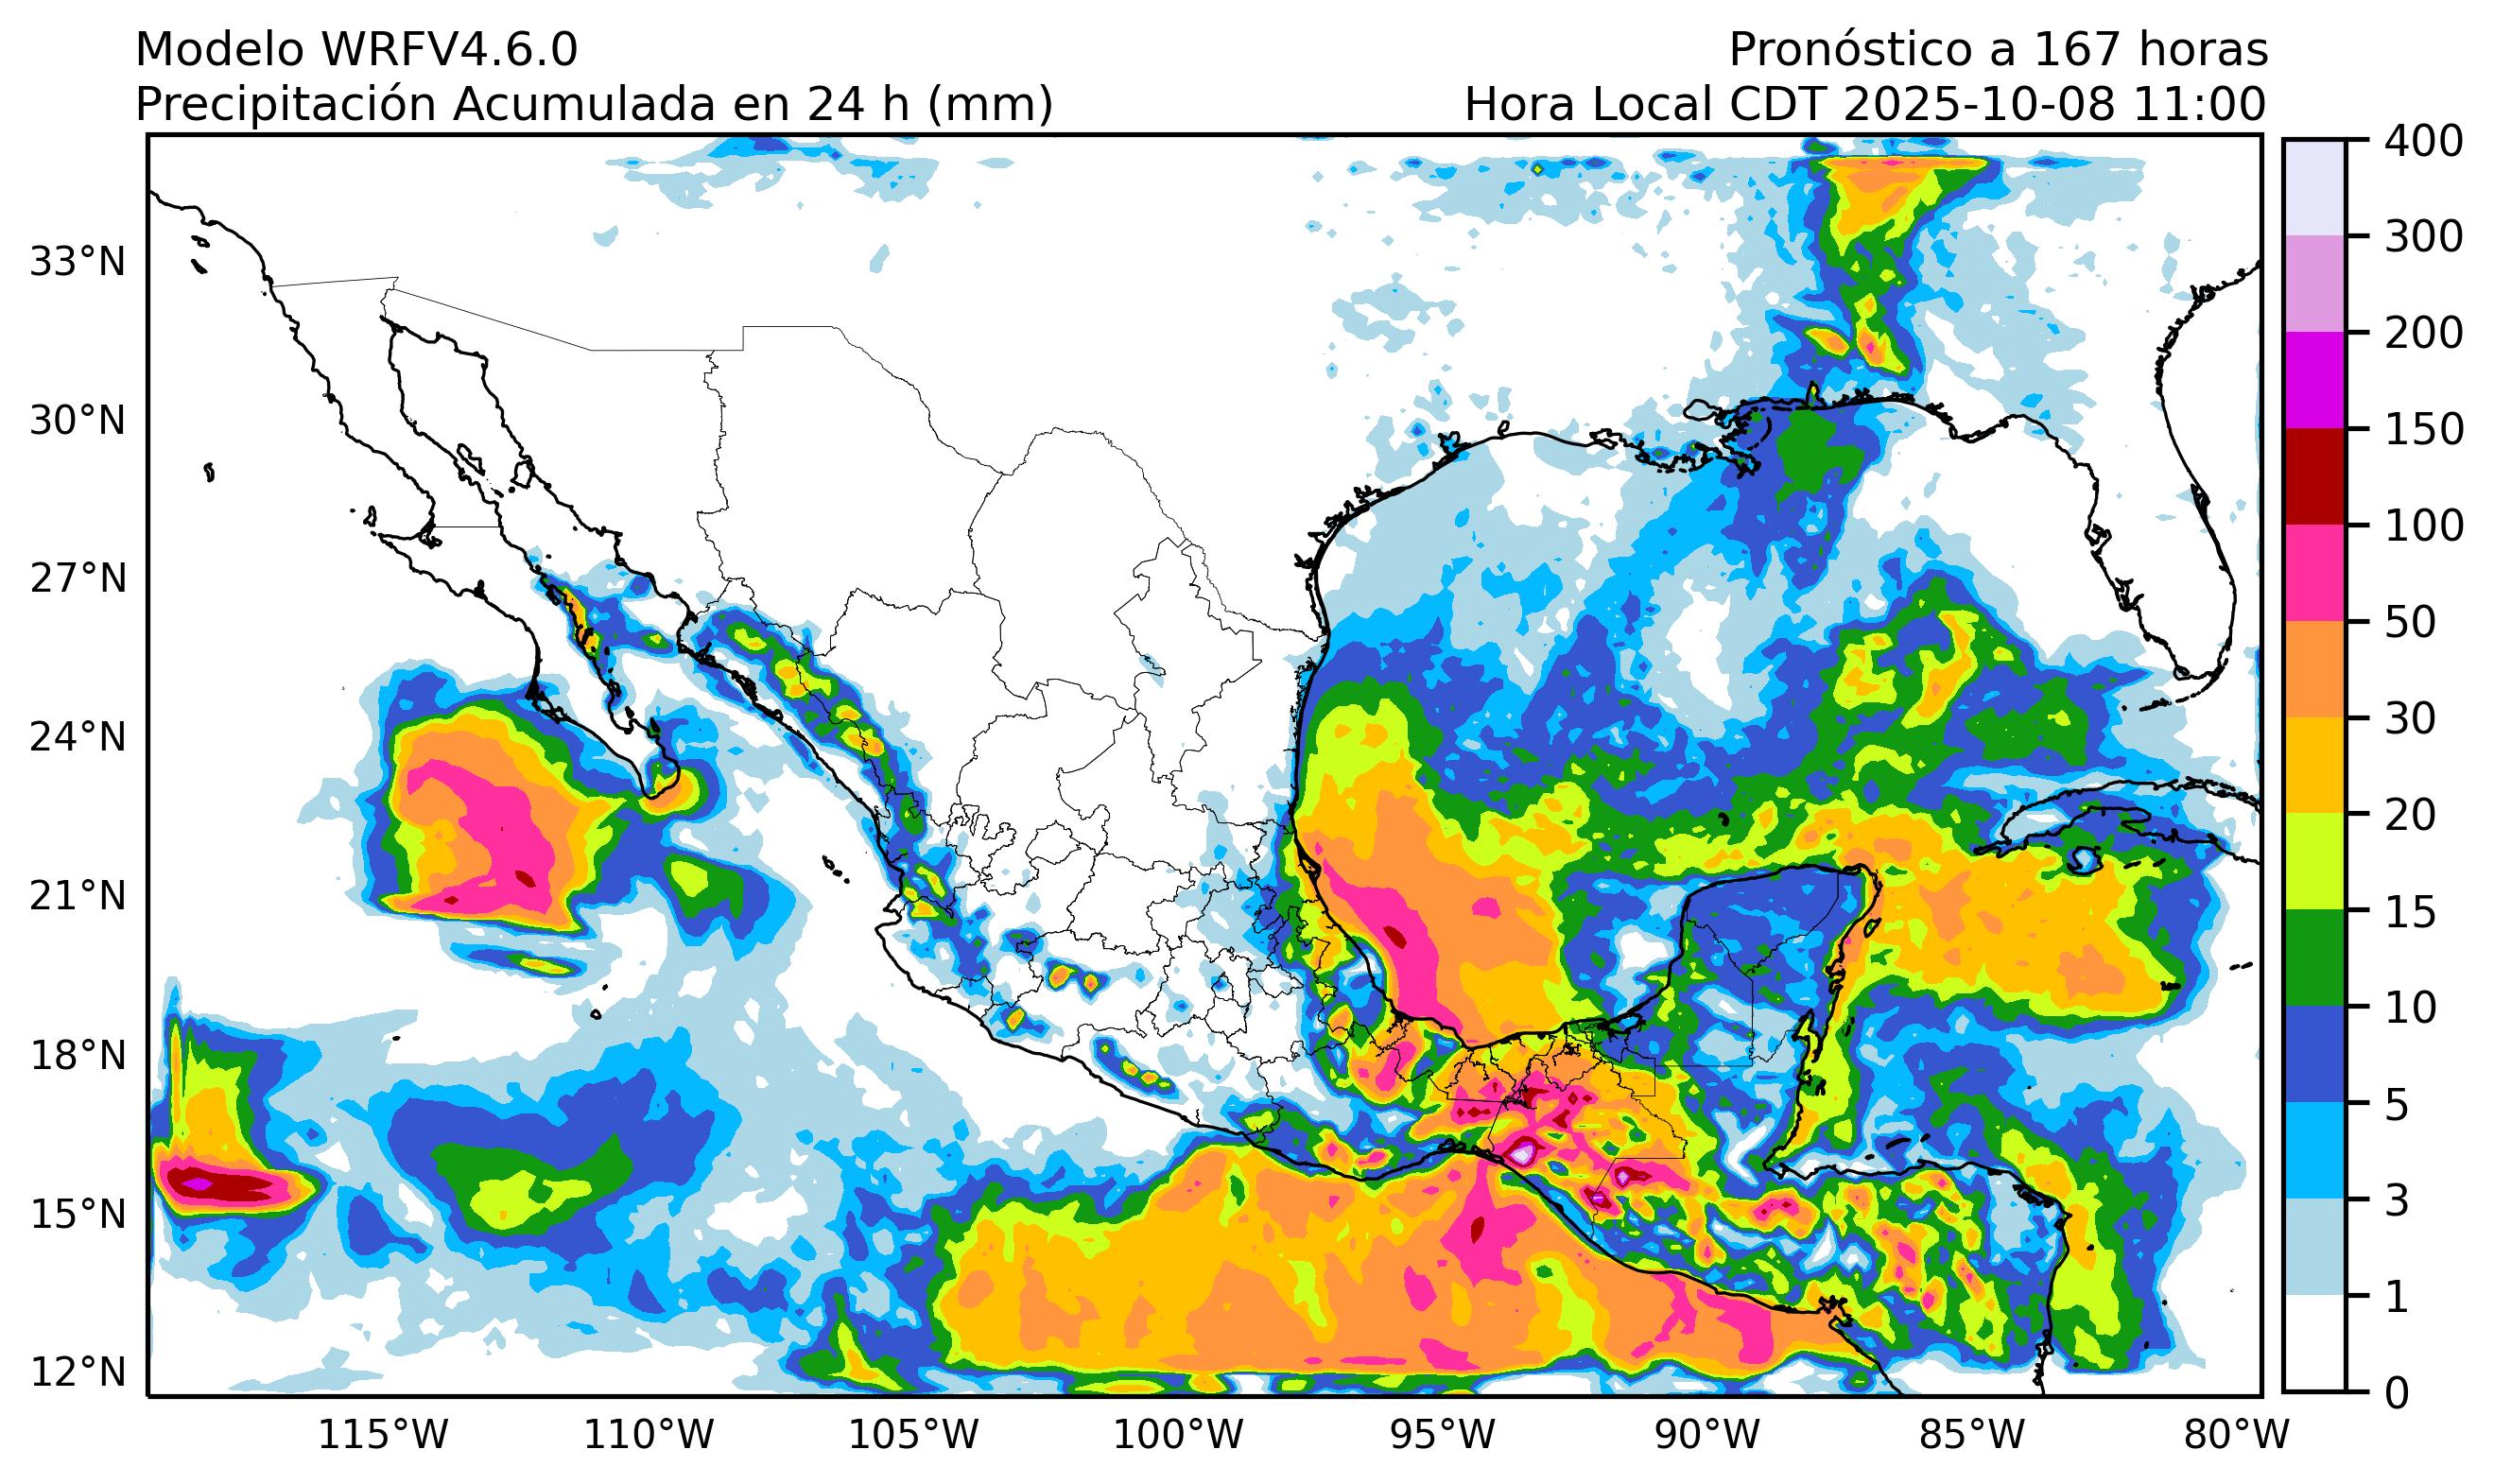 Modelo WRFV4.6.0
Pronóstico a 167 horas
Precipitación Acumulada en 24 h (mm)
Hora Local CDT 2025-10-08 11:00
400
300
200
150
100
50
30
20
15
10
5
3
1
0
33°N
30°N
27°N
24°N
21°N
18°N
15°N
12°N
115°W
110°W
105°W
100°W
95°W
90°W
85°W
80°W